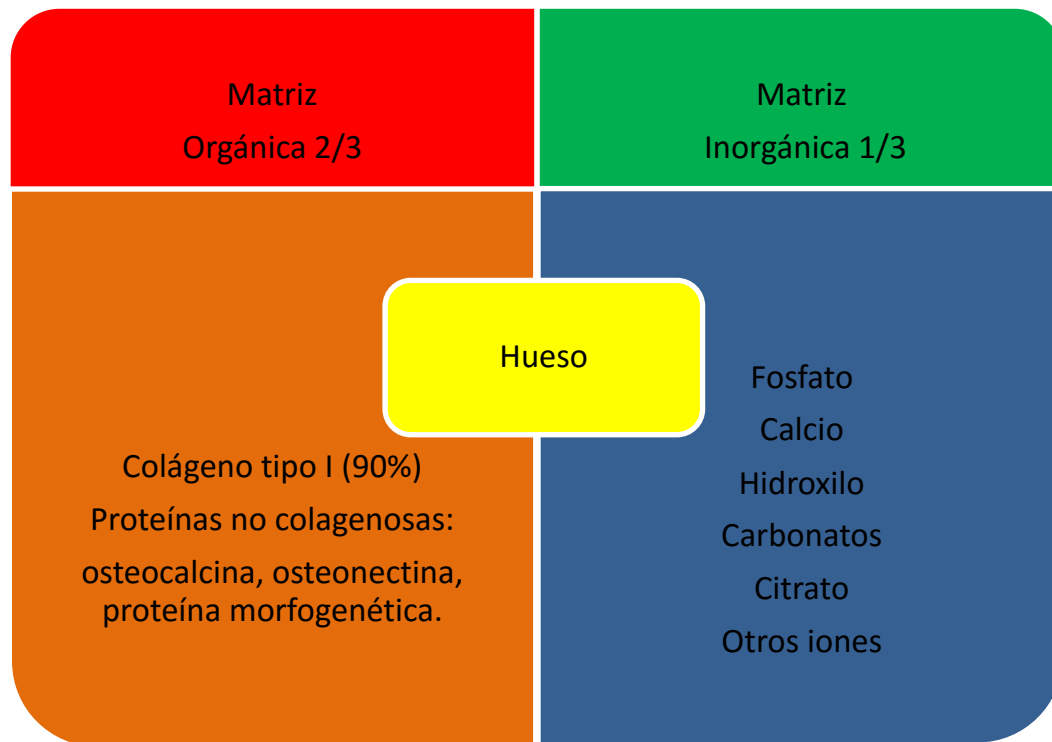 Matriz
Orgánica 2/3
Matriz
Inorgánica 1/3
Hueso
Colágeno tipo I (90%)
Proteínas no colagenosas:
osteocalcina, osteonectina,
proteína morfogenética.
Fosfato
Calcio
Hidroxilo
Carbonatos
Citrato
Otros iones